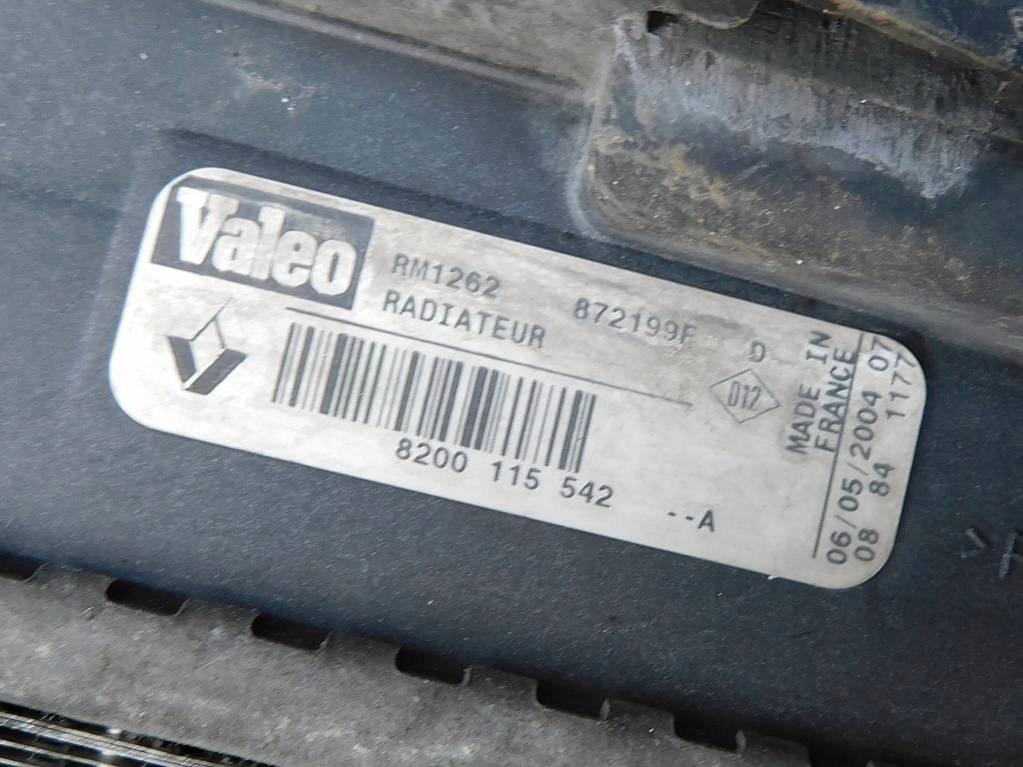 Valeo
RM1262 872199F D
RADIATEUR
D12
8200 115 542 --A
MADE IN
FRANCE
06/05/2004 07
08 84 1177